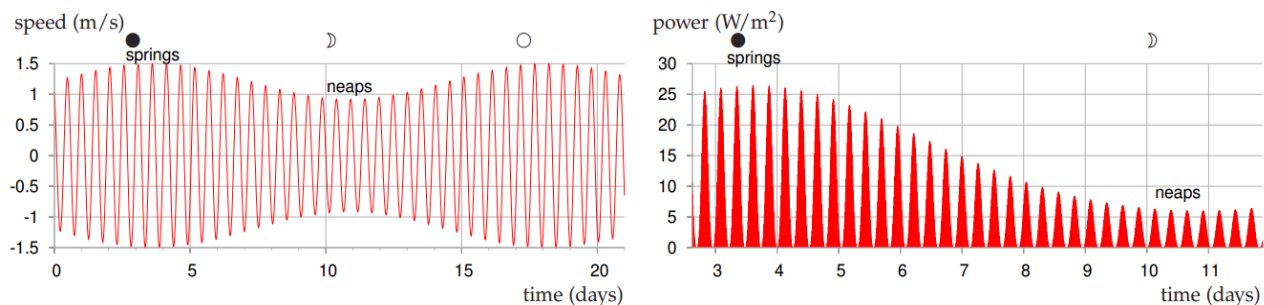 speed (m/s)
springs
neaps
1.5
1
0.5
0
-0.5
-1
-1.5
0 5 10 15 20
time (days)
power (W/m²)
springs
30
25
20
15
10
5
0
neaps
3 4 5 6 7 8 9 10 11
time (days)